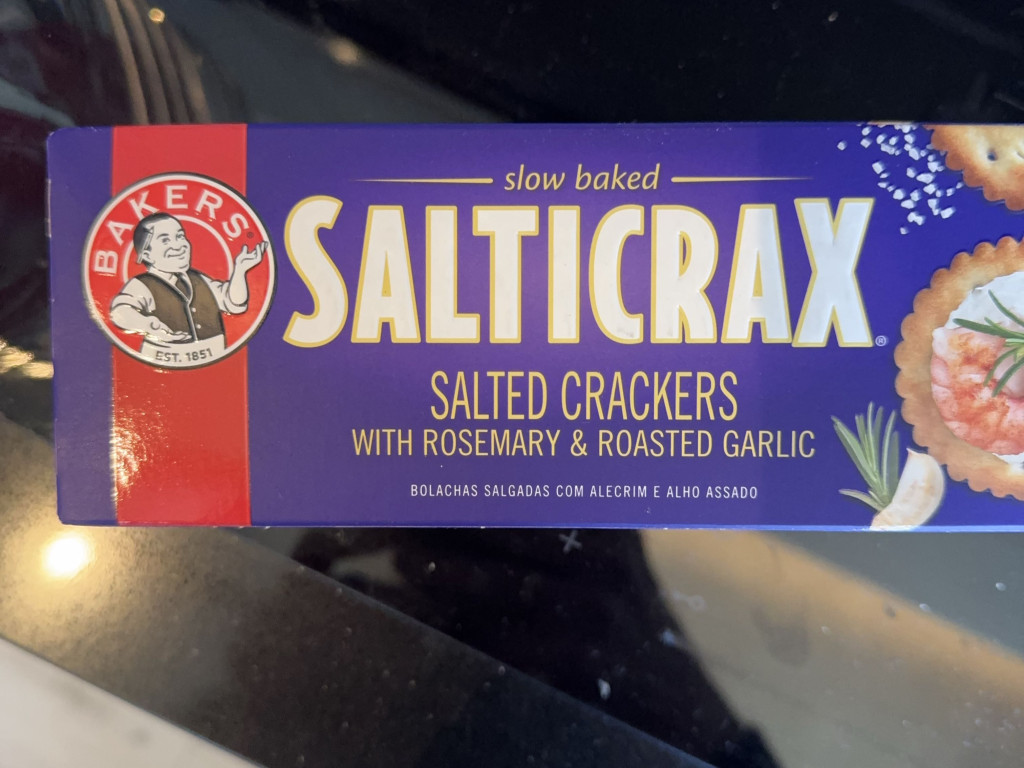 BAKERS®
EST. 1851
slow baked
SALTICRAX®
SALTED CRACKERS
WITH ROSEMARY & ROASTED GARLIC
BOLACHAS SALGADAS COM ALECRIM E ALHO ASSADO